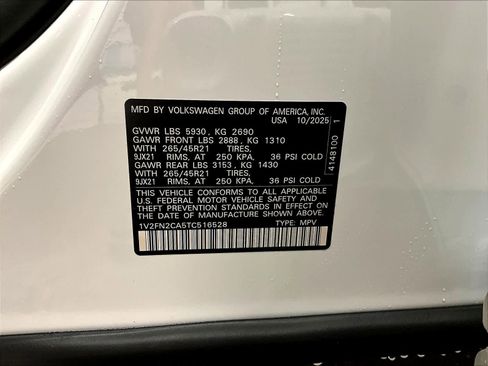 MFD.BY VOLKSWAGEN GROUP OF AMERICA, INC.
USA 10/2025
GVWR LBS 5930 , KG 2690
GAWR FRONT LBS 2888 , KG 1310
WITH 265/45R21 TIRES,
9JX21 RIMS, AT 250 KPA, 36 PSI COLD
GAWR REAR LBS 3153 , KG 1430
WITH 265/45R21 TIRES,
9JX21 RIMS, AT 250 KPA, 36 PSI COLD
THIS VEHICLE CONFORMS TO ALL APPLICABLE
U.S. FEDERAL MOTOR VEHICLE SAFETY AND
THEFT PREVENTION STANDARDS IN EFFECT ON
THE DATE OF MANUFACTURE SHOWN ABOVE.
1V2FN2CA5TC516528 TYPE: MPV
4148100 1